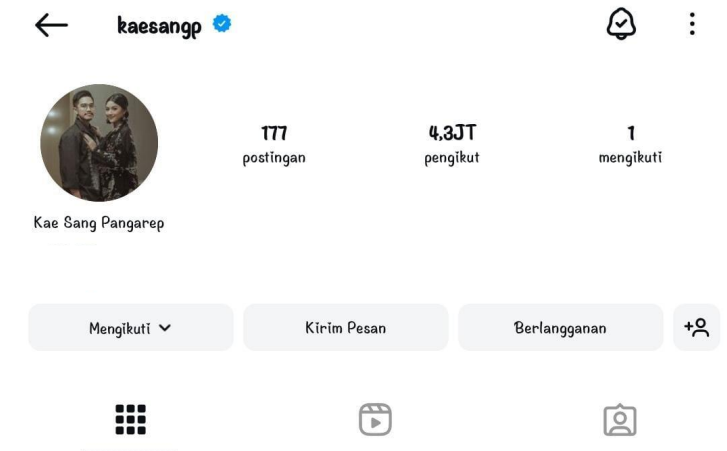 kaesangp
177 4,3JT 1
postingan pengikut mengikuti
Kae Sang Pangarep
Mengikuti Kirim Pesan Berlangganan